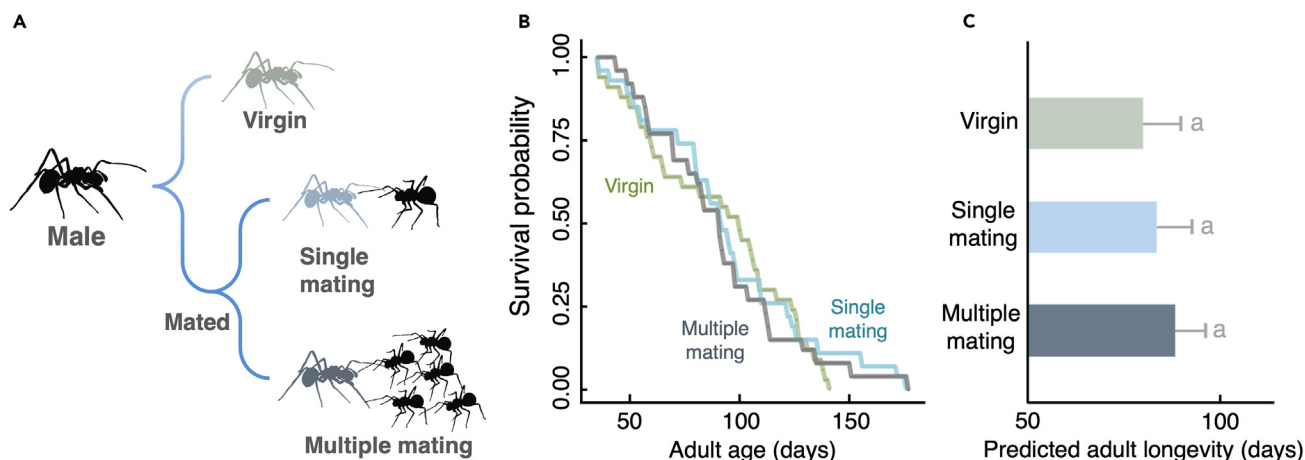 A
Virgin
Male
Single
mating
Mated
Multiple mating
B
Survival probability
1.00
0.75
0.50
0.25
0.00
Virgin
Multiple
mating
Single
mating
50
100
150
Adult age (days)
C
Virgin
a
Single
mating
a
Multiple
mating
a
50
100
Predicted adult longevity (days)